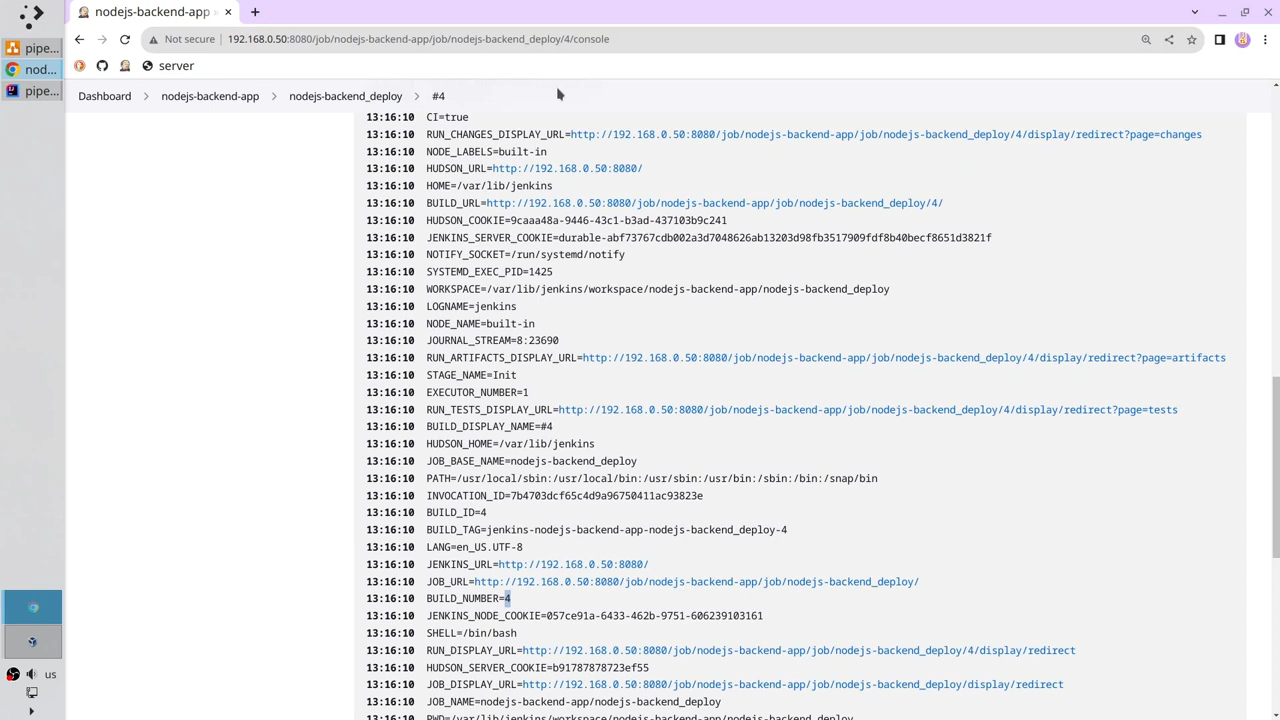 nodejs-backend-app
pipe...
nod...
pipe...
Not secure
192.168.0.50:8080/job/nodejs-backend-app/job/nodejs-backend_deploy/4/console
server
Dashboard
nodejs-backend-app
nodejs-backend_deploy
#4
13:16:10 CI=true
13:16:10 RUN_CHANGES_DISPLAY_URL=http://192.168.0.50:8080/job/nodejs-backend-app/job/nodejs-backend_deploy/4/display/redirect?page=changes
13:16:10 NODE_LABELS=built-in
13:16:10 HUDSON_URL=http://192.168.0.50:8080/
13:16:10 HOME=/var/lib/jenkins
13:16:10 BUILD_URL=http://192.168.0.50:8080/job/nodejs-backend-app/job/nodejs-backend_deploy/4/
13:16:10 HUDSON_COOKIE=9caaa48a-9446-43c1-b3ad-437103b9c241
13:16:10 JENKINS_SERVER_COOKIE=durable-abf73767cdb002a3d7048626ab13203d98fb3517909fdf8b40becf8651d3821f
13:16:10 NOTIFY_SOCKET=/run/systemd/notify
13:16:10 SYSTEMD_EXEC_PID=1425
13:16:10 WORKSPACE=/var/lib/jenkins/workspace/nodejs-backend-app/nodejs-backend_deploy
13:16:10 LOGNAME=jenkins
13:16:10 NODE_NAME=built-in
13:16:10 JOURNAL_STREAM=8:23690
13:16:10 RUN_ARTIFACTS_DISPLAY_URL=http://192.168.0.50:8080/job/nodejs-backend-app/job/nodejs-backend_deploy/4/display/redirect?page=artifacts
13:16:10 STAGE_NAME=Init
13:16:10 EXECUTOR_NUMBER=1
13:16:10 RUN_TESTS_DISPLAY_URL=http://192.168.0.50:8080/job/nodejs-backend-app/job/nodejs-backend_deploy/4/display/redirect?page=tests
13:16:10 BUILD_DISPLAY_NAME=#4
13:16:10 HUDSON_HOME=/var/lib/jenkins
13:16:10 JOB_BASE_NAME=nodejs-backend_deploy
13:16:10 PATH=/usr/local/sbin:/usr/local/bin:/usr/sbin:/usr/bin:/sbin:/bin:/snap/bin
13:16:10 INVOCATION_ID=7b4703dcf65c4d9a96750411ac93823e
13:16:10 BUILD_ID=4
13:16:10 BUILD_TAG=jenkins-nodejs-backend-app-nodejs-backend_deploy-4
13:16:10 LANG=en_US.UTF-8
13:16:10 JENKINS_URL=http://192.168.0.50:8080/
13:16:10 JOB_URL=http://192.168.0.50:8080/job/nodejs-backend-app/job/nodejs-backend_deploy/
13:16:10 BUILD_NUMBER=4
13:16:10 JENKINS_NODE_COOKIE=057ce91a-6433-462b-9751-606239103161
13:16:10 SHELL=/bin/bash
13:16:10 RUN_DISPLAY_URL=http://192.168.0.50:8080/job/nodejs-backend-app/job/nodejs-backend_deploy/4/display/redirect
13:16:10 HUDSON_SERVER_COOKIE=b91787878723ef55
13:16:10 JOB_DISPLAY_URL=http://192.168.0.50:8080/job/nodejs-backend-app/job/nodejs-backend_deploy/display/redirect
13:16:10 JOB_NAME=nodejs-backend-app/nodejs-backend_deploy
13:16:10 PWD=/var/lib/jenkins/workspace/nodejs-backend-app/nodejs-backend_deploy
us